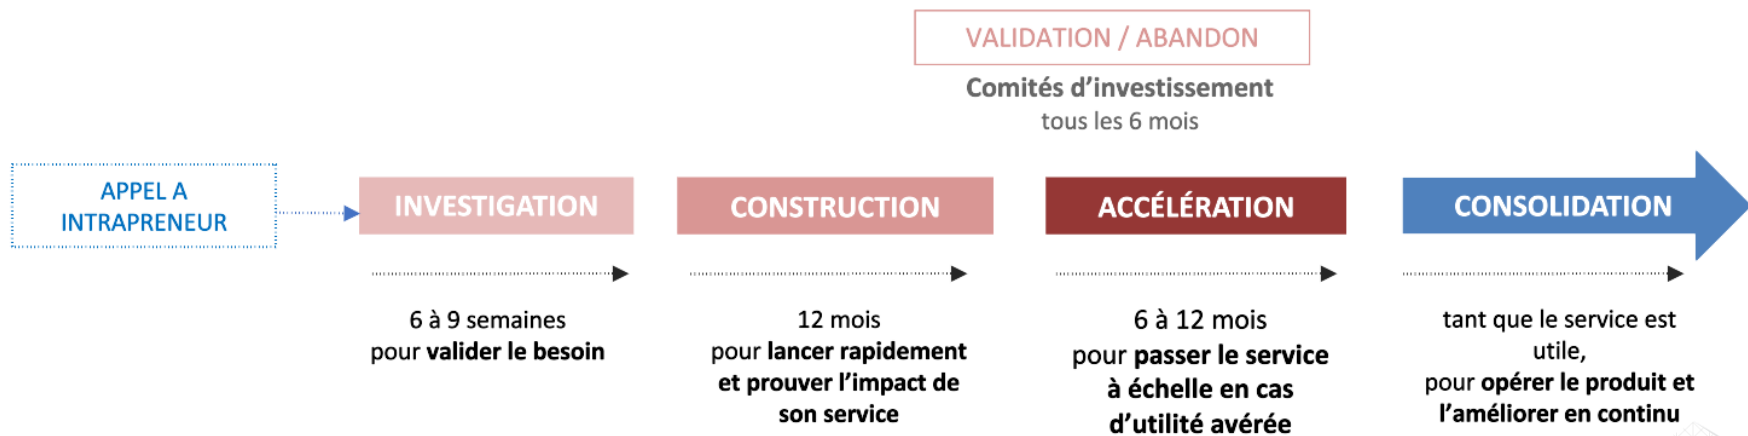 VALIDATION / ABANDON
Comités d’investissement
tous les 6 mois
APPEL A
INTRAPRENEUR
INVESTIGATION
CONSTRUCTION
ACCÉLÉRATION
CONSOLIDATION
6 à 9 semaines
pour valider le besoin
12 mois
pour lancer rapidement
et prouver l’impact de
son service
6 à 12 mois
pour passer le service
à échelle en cas
d’utilité avérée
tant que le service est
utile,
pour opérer le produit et
l’améliorer en continu